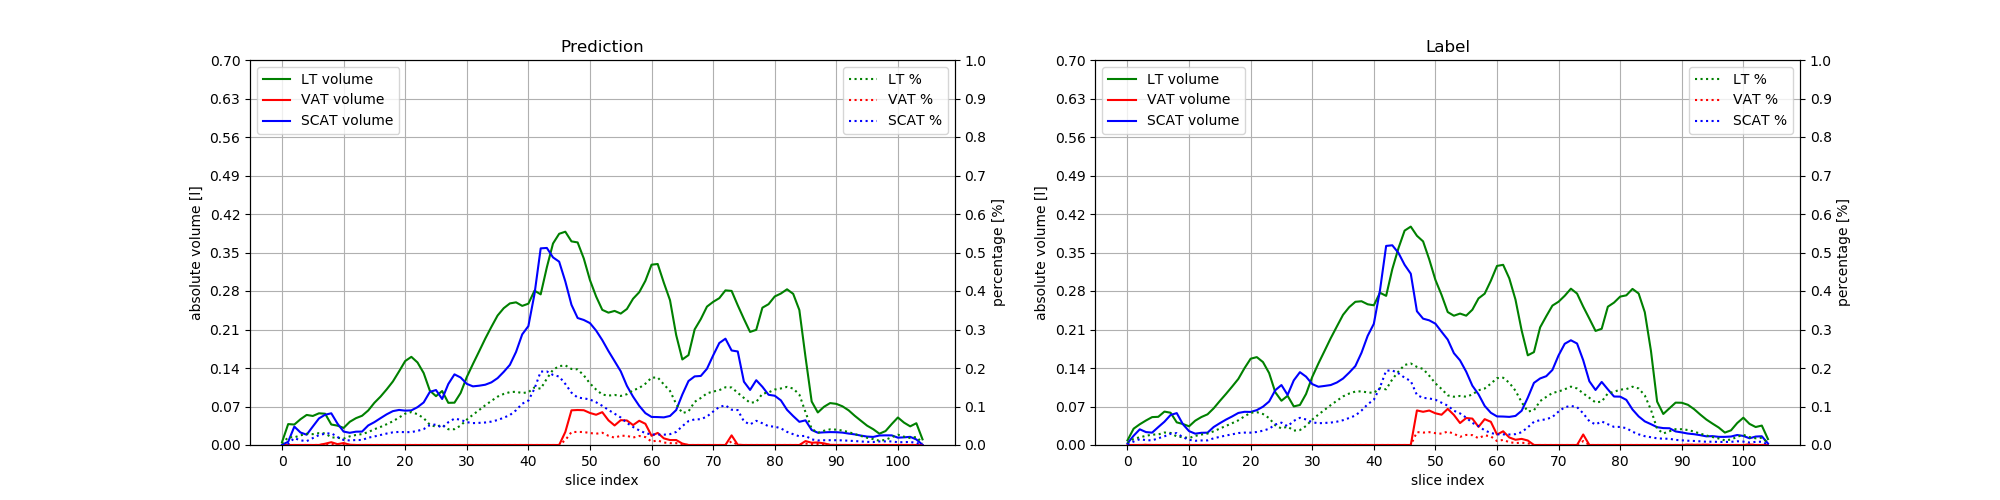 Prediction
0.70
0.63
0.56
0.49
0.42
0.35
0.28
0.21
0.14
0.07
0.00
absolute volume [l]
LT volume
VAT volume
SCAT volume
LT %
VAT %
SCAT %
1.0
0.9
0.8
0.7
0.6
0.5
0.4
0.3
0.2
0.1
0.0
percentage [%]
0 10 20 30 40 50 60 70 80 90 100
slice index
Label
0.70
0.63
0.56
0.49
0.42
0.35
0.28
0.21
0.14
0.07
0.00
absolute volume [l]
LT volume
VAT volume
SCAT volume
LT %
VAT %
SCAT %
1.0
0.9
0.8
0.7
0.6
0.5
0.4
0.3
0.2
0.1
0.0
percentage [%]
0 10 20 30 40 50 60 70 80 90 100
slice index